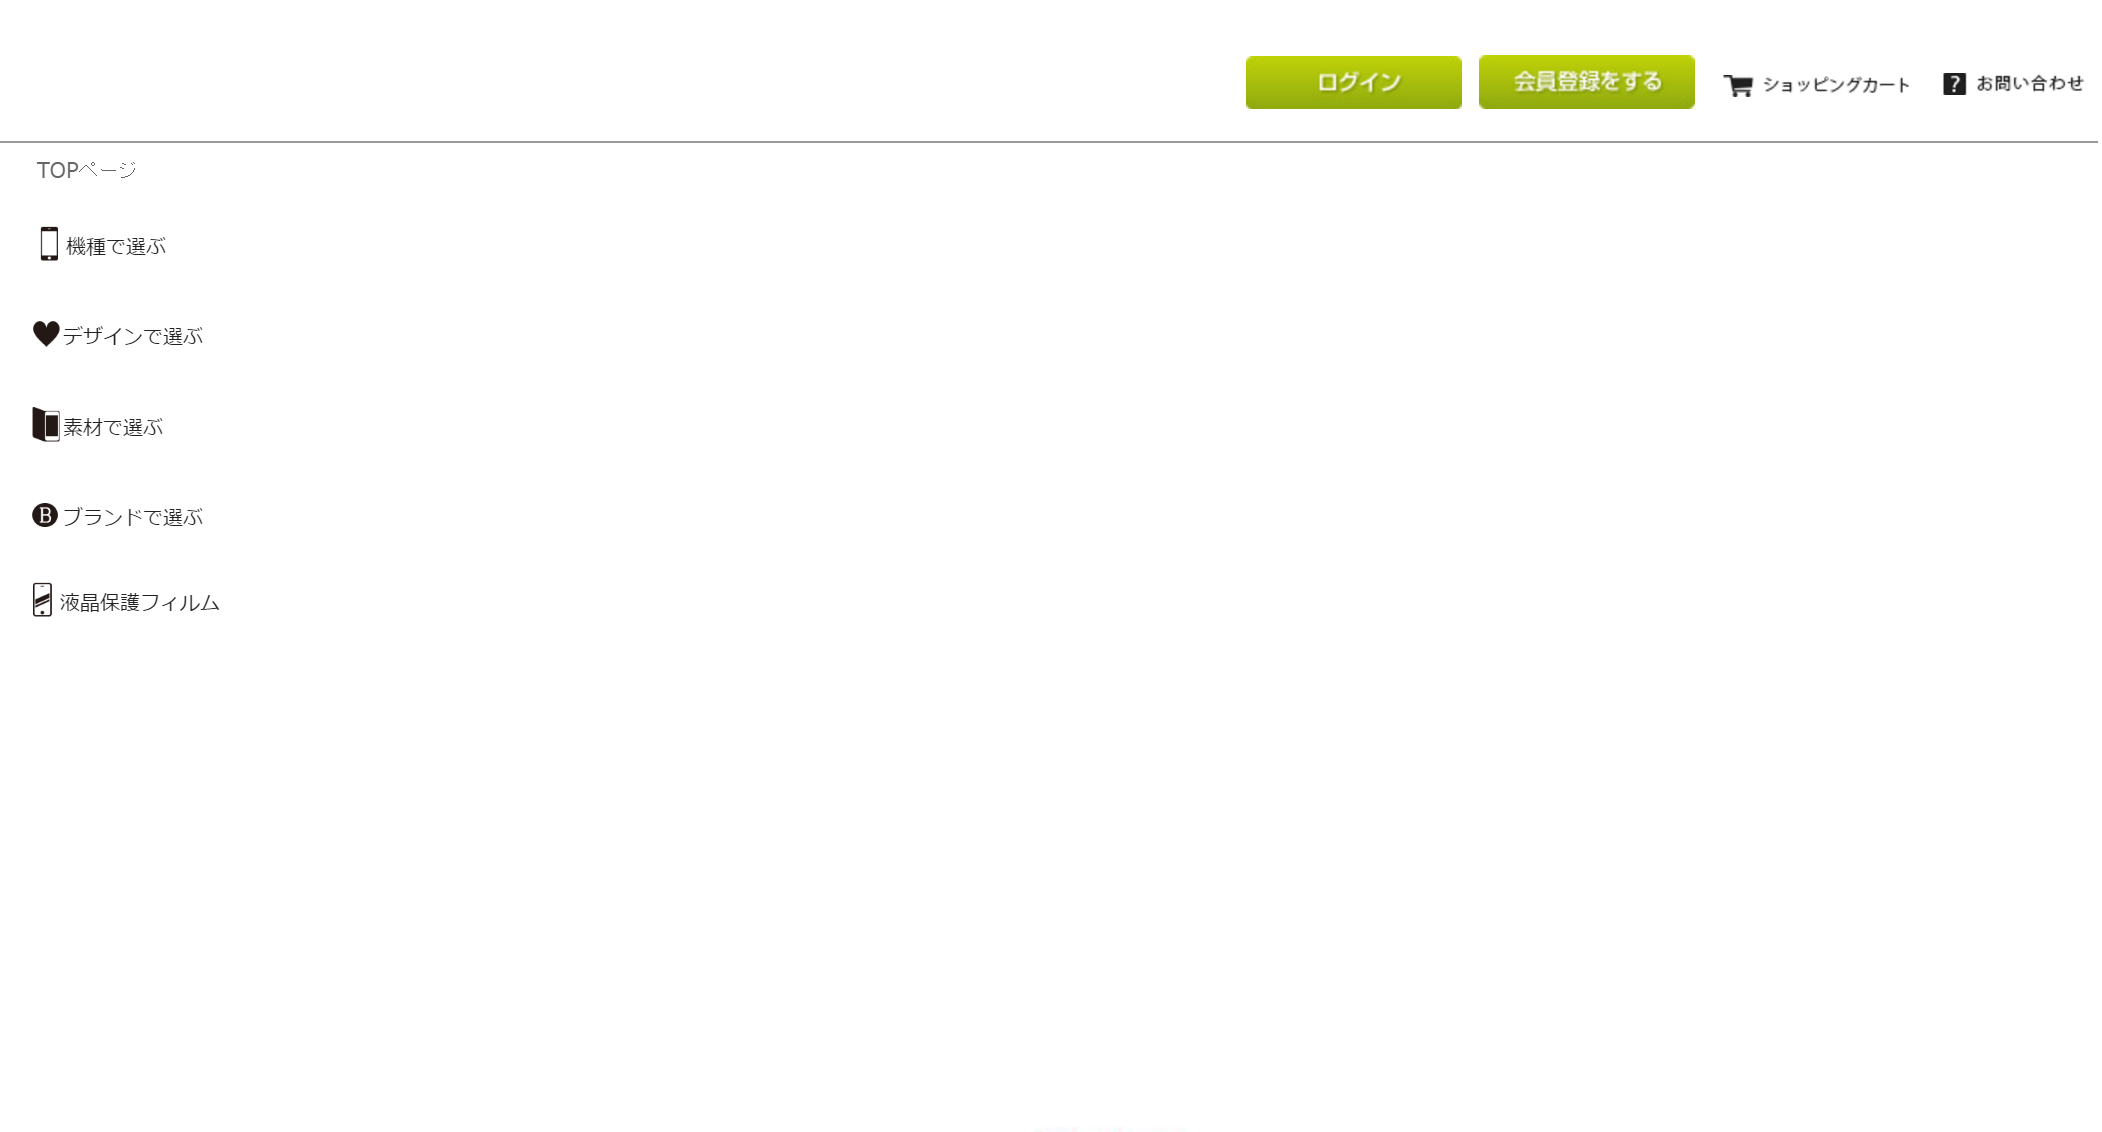 ログイン
会員登録をする
ショッピングカート
? お問い合わせ
TOPページ
機種で選ぶ
デザインで選ぶ
素材で選ぶ
B ブランドで選ぶ
液晶保護フィルム